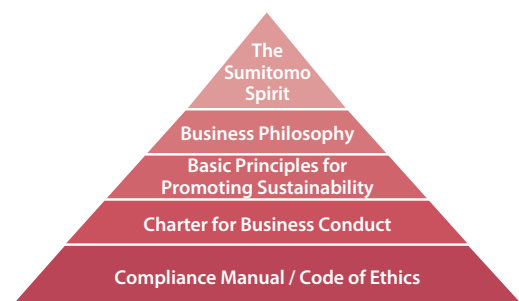 The
Sumitomo
Spirit
Business Philosophy
Basic Principles for
Promoting Sustainability
Charter for Business Conduct
Compliance Manual / Code of Ethics